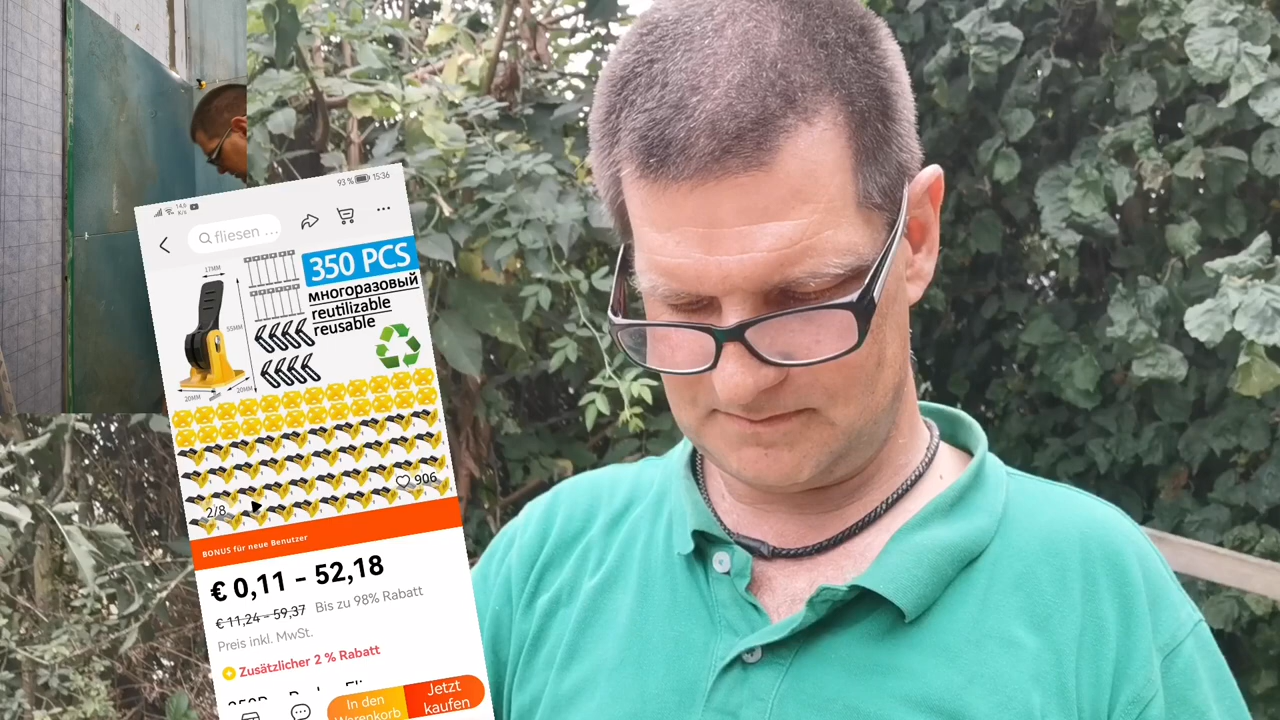 93 % 15:36
14,6
K/s
fliesen ...
17MM
350 PCS
многоразовый
reutilizable
reusable
55MM
20MM
20MM
906
2/8
BONUS für neue Benutzer
€ 0,11 - 52,18
€ 11,24 - 59,37 Bis zu 98% Rabatt
Preis inkl. MwSt.
Zusätzlicher 2 % Rabatt
In den
Warenkorb
Jetzt
kaufen